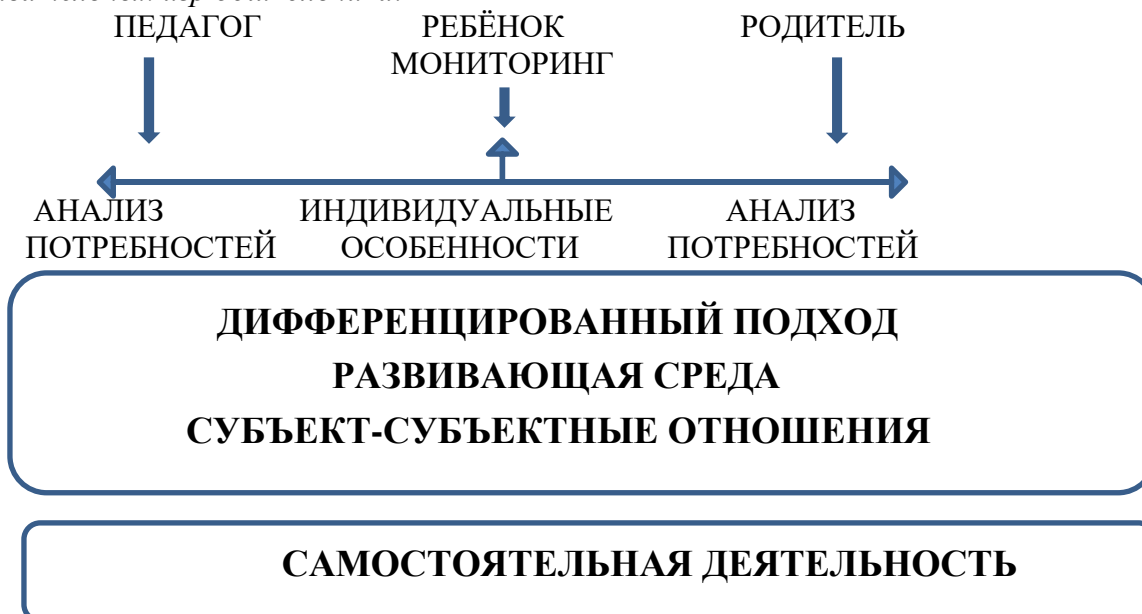 ПЕДАГОГ РЕБЁНОК РОДИТЕЛЬ
МОНИТОРИНГ
АНАЛИЗ ИНДИВИДУАЛЬНЫЕ АНАЛИЗ
ПОТРЕБНОСТЕЙ ОСОБЕННОСТИ ПОТРЕБНОСТЕЙ
ДИФФЕРЕНЦИРОВАННЫЙ ПОДХОД
РАЗВИВАЮЩАЯ СРЕДА
СУБЪЕКТ-СУБЪЕКТНЫЕ ОТНОШЕНИЯ
САМОСТОЯТЕЛЬНАЯ ДЕЯТЕЛЬНОСТЬ